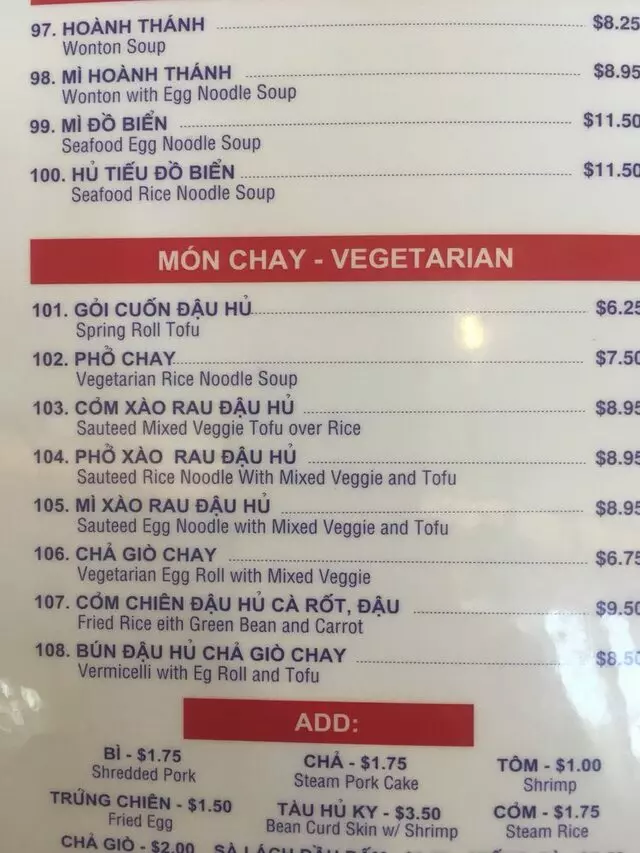 97. HOÀNH THÁNH $8.25
Wonton Soup
98. MÌ HOÀNH THÁNH $8.95
Wonton with Egg Noodle Soup
99. MÌ ĐỒ BIỂN $11.50
Seafood Egg Noodle Soup
100. HỦ TIẾU ĐỒ BIỂN $11.50
Seafood Rice Noodle Soup
MÓN CHAY - VEGETARIAN
101. GỎI CUỐN ĐẬU HỦ $6.25
Spring Roll Tofu
102. PHỞ CHAY $7.50
Vegetarian Rice Noodle Soup
103. CƠM XÀO RAU ĐẬU HỦ $8.95
Sauteed Mixed Veggie Tofu over Rice
104. PHỞ XÀO RAU ĐẬU HỦ $8.95
Sauteed Rice Noodle With Mixed Veggie and Tofu
105. MÌ XÀO RAU ĐẬU HỦ $8.95
Sauteed Egg Noodle with Mixed Veggie and Tofu
106. CHẢ GIÒ CHAY $6.75
Vegetarian Egg Roll with Mixed Veggie
107. CƠM CHIÊN ĐẬU HỦ CÀ RỐT, ĐẬU $9.50
Fried Rice eith Green Bean and Carrot
108. BÚN ĐẬU HỦ CHẢ GIÒ CHAY $8.50
Vermicelli with Eg Roll and Tofu
ADD:
BÌ - $1.75 CHẢ - $1.75 TÔM - $1.00
Shredded Pork Steam Pork Cake Shrimp
TRỨNG CHIÊN - $1.50 TÀU HỦ KY - $3.50 CƠM - $1.75
Fried Egg Bean Curd Skin w/ Shrimp Steam Rice
CHẢ GIÒ - $2.00